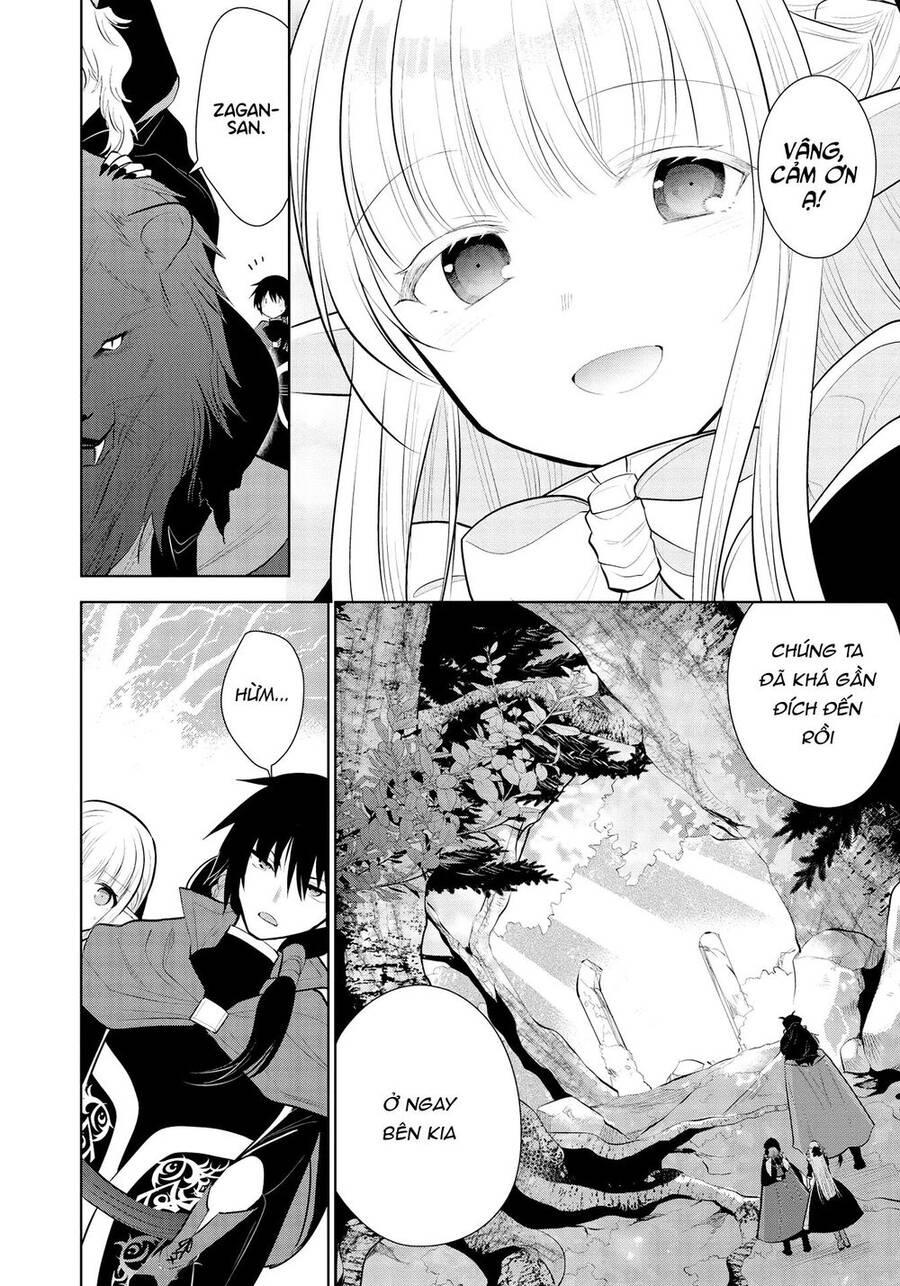 VÂNG,
CẢM ƠN
Ạ!
ZAGAN-
SAN.
CHÚNG TA
ĐÃ KHÁ GẦN
ĐÍCH ĐẾN
RỒI
Ở NGAY
BÊN KIA
HỪM...